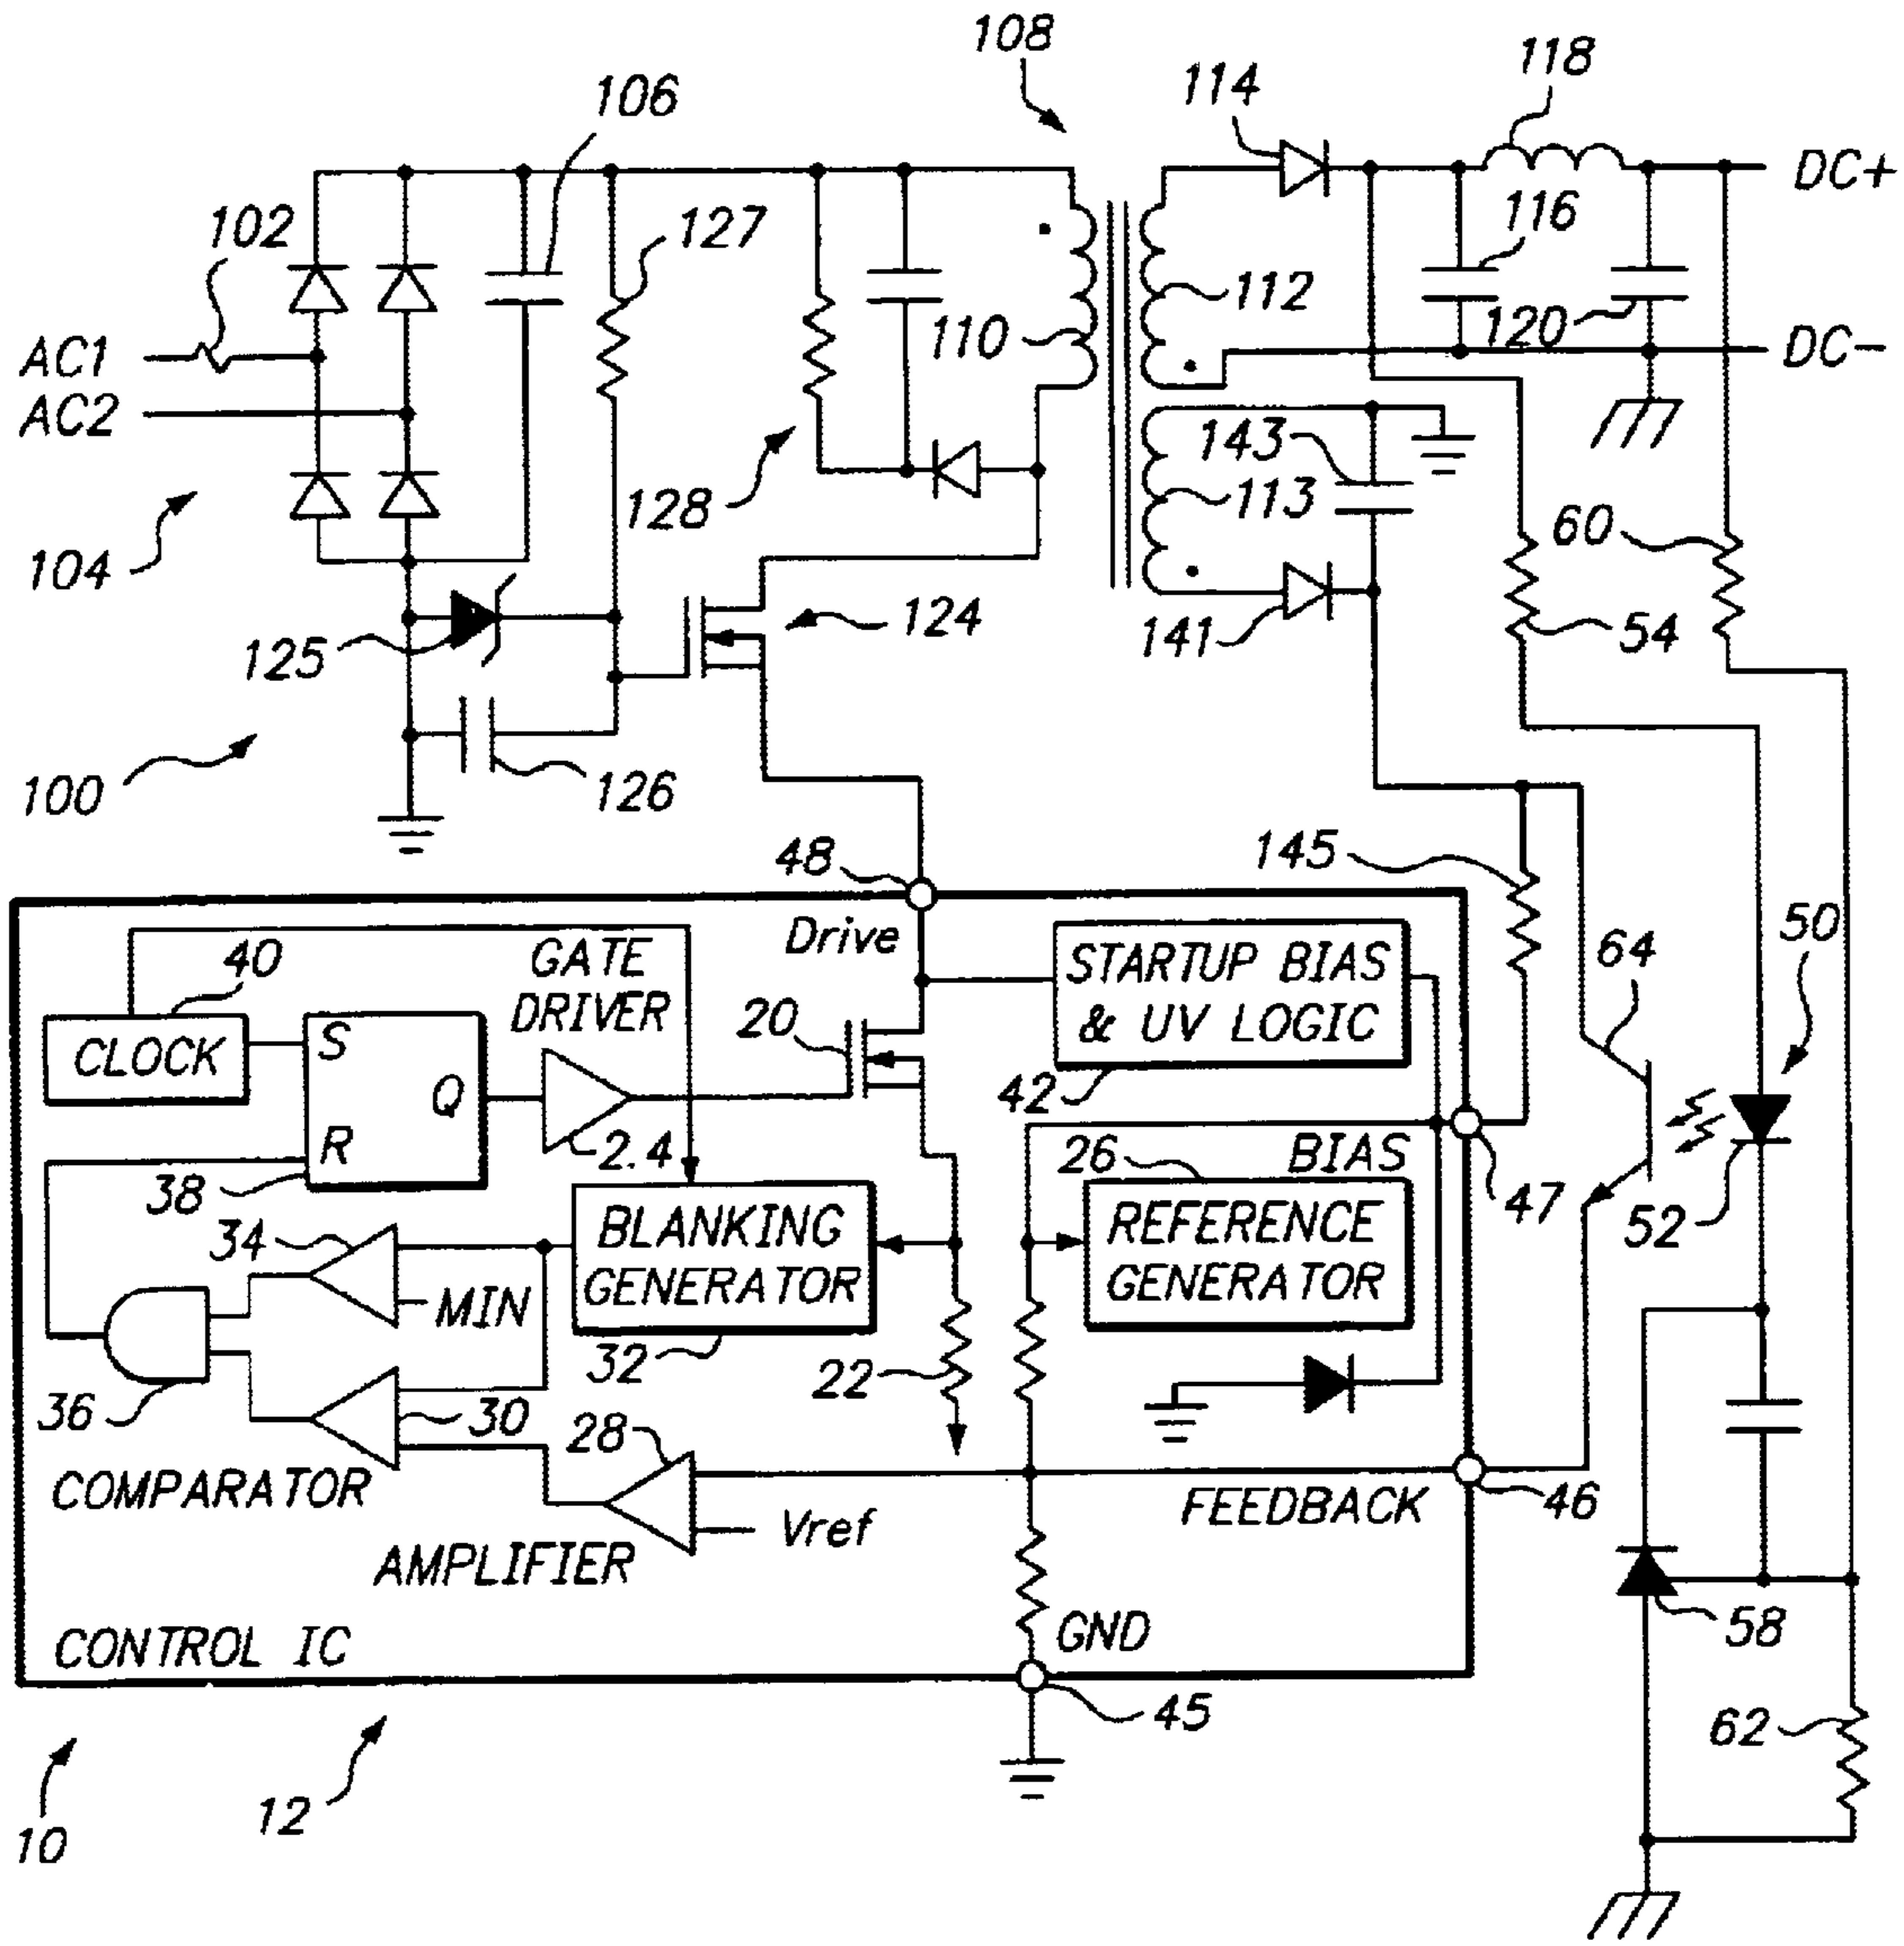 108
114
118
106
DC+
102
127
116
112
110
120
AC1
DC-
AC2
143
128
113
60
104
124
54
125
141
100
126
145
48
Drive
50
40
GATE
DRIVER
STARTUP BIAS
& UV LOGIC
64
20
CLOCK
S
Q
R
42
2.4
26
BIAS
38
47
52
34
BLANKING
GENERATOR
REFERENCE
GENERATOR
MIN
32
22
36
30
28
COMPARATOR
FEEDBACK
46
Vref
AMPLIFIER
58
GND
CONTROL IC
45
62
12
10